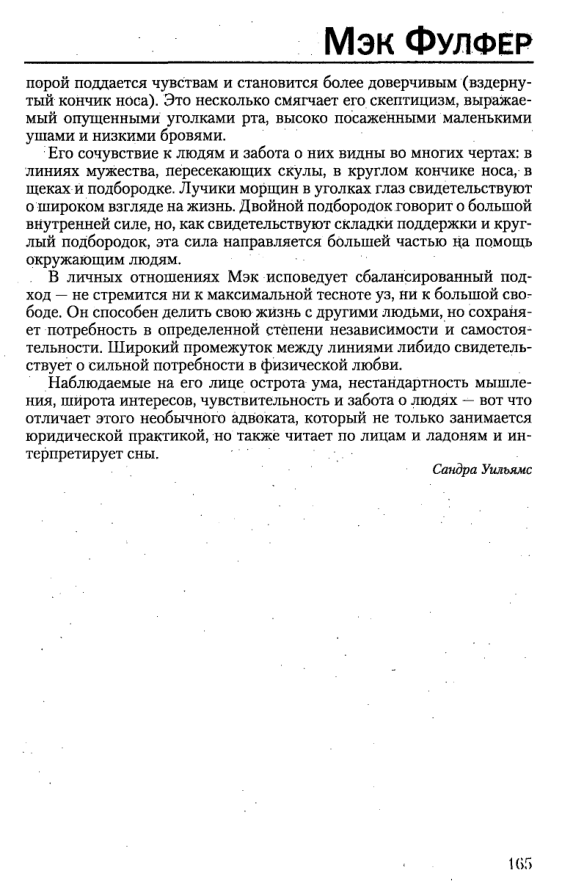 Мэк Фулфер
порой поддается чувствам и становится более доверчивым (вздерну-
тый кончик носа). Это несколько смягчает его скептицизм, выражае-
мый опущенными уголками рта, высоко посаженными маленькими
ушами и низкими бровями.
Его сочувствие к людям и забота о них видны во многих чертах: в
линиях мужества, пересекающих скулы, в круглом кончике носа, в
щеках и подбородке. Лучики морщин в уголках глаз свидетельствуют
о широком взгляде на жизнь. Двойной подбородок говорит о большой
внутренней силе, но, как свидетельствуют складки поддержки и круг-
лый подбородок, эта сила направляется большей частью на помощь
окружающим людям.
В личных отношениях Мэк исповедует сбалансированный под-
ход — не стремится ни к максимальной тесноте уз, ни к большой сво-
боде. Он способен делить свою жизнь с другими людьми, но сохраня-
ет потребность в определенной степени независимости и самостоя-
тельности. Широкий промежуток между линиями либидо свидетель-
ствует о сильной потребности в физической любви.
Наблюдаемые на его лице острота ума, нестандартность мышле-
ния, широта интересов, чувствительность и забота о людях — вот что
отличает этого необычного адвоката, который не только занимается
юридической практикой, но также читает по лицам и ладоням и ин-
терпретирует сны.
Сандра Уильямс
165